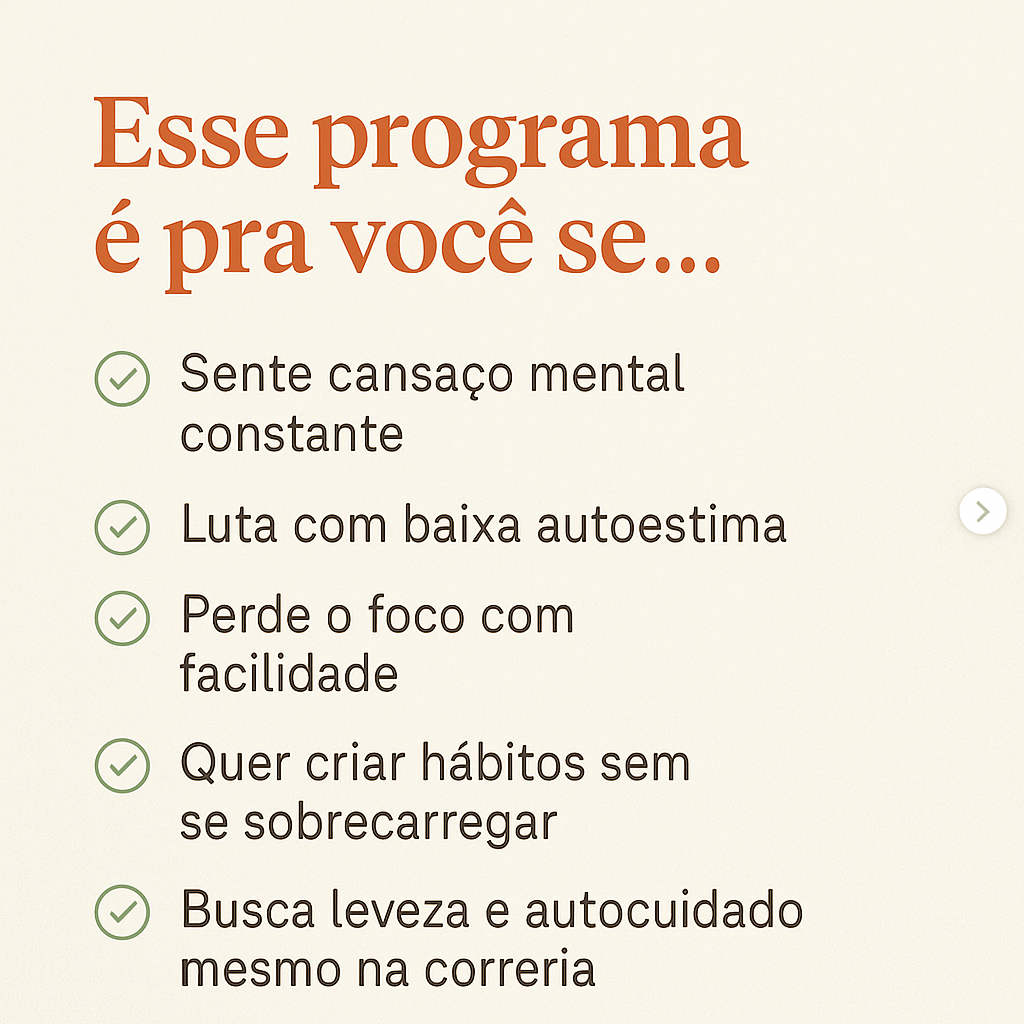 Esse programa
é pra você se...
Sente cansaço mental
constante
Luta com baixa autoestima
Perde o foco com
facilidade
Quer criar hábitos sem
se sobrecarregar
Busca leveza e autocuidado
mesmo na correria